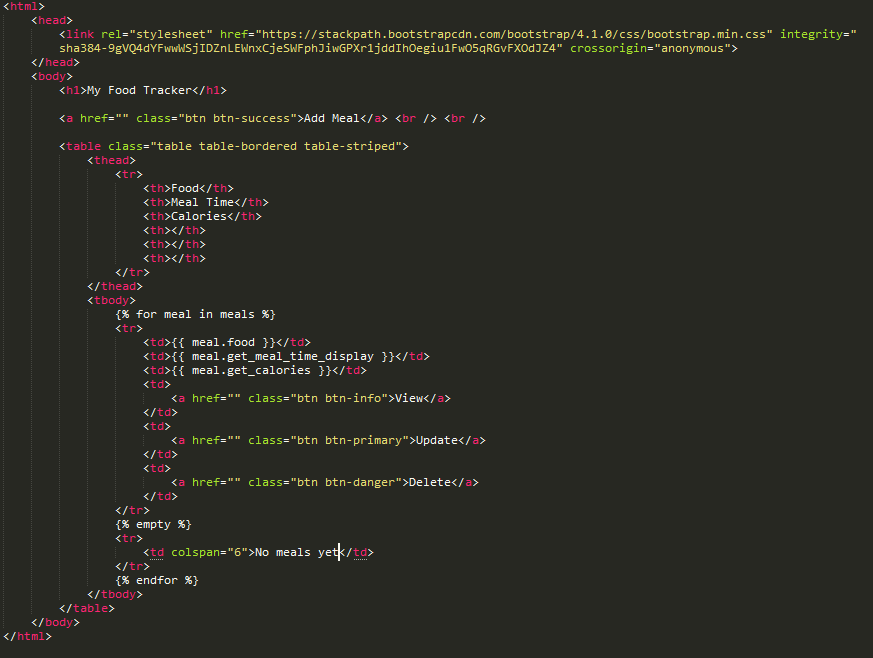 <html>
<head>
<link rel="stylesheet" href="https://stackpath.bootstrapcdn.com/bootstrap/4.1.0/css/bootstrap.min.css" integrity="
sha384-9gVQ4dYFwwWSjIDZnLEWnxCjeSWFphJiwGPXr1jddIhOegiu1FwO5qRGvFXOdJZ4" crossorigin="anonymous">
</head>
<body>
<h1>My Food Tracker</h1>
<a href="" class="btn btn-success">Add Meal</a> <br /> <br />
<table class="table table-bordered table-striped">
<thead>
<tr>
<th>Food</th>
<th>Meal Time</th>
<th>Calories</th>
<th></th>
<th></th>
<th></th>
</tr>
</thead>
<tbody>
{% for meal in meals %}
<tr>
<td>{{ meal.food }}</td>
<td>{{ meal.get_meal_time_display }}</td>
<td>{{ meal.get_calories }}</td>
<td>
<a href="" class="btn btn-info">View</a>
</td>
<td>
<a href="" class="btn btn-primary">Update</a>
</td>
<td>
<a href="" class="btn btn-danger">Delete</a>
</td>
</tr>
{% empty %}
<tr>
<td colspan="6">No meals yet</td>
</tr>
{% endfor %}
</tbody>
</table>
</body>
</html>